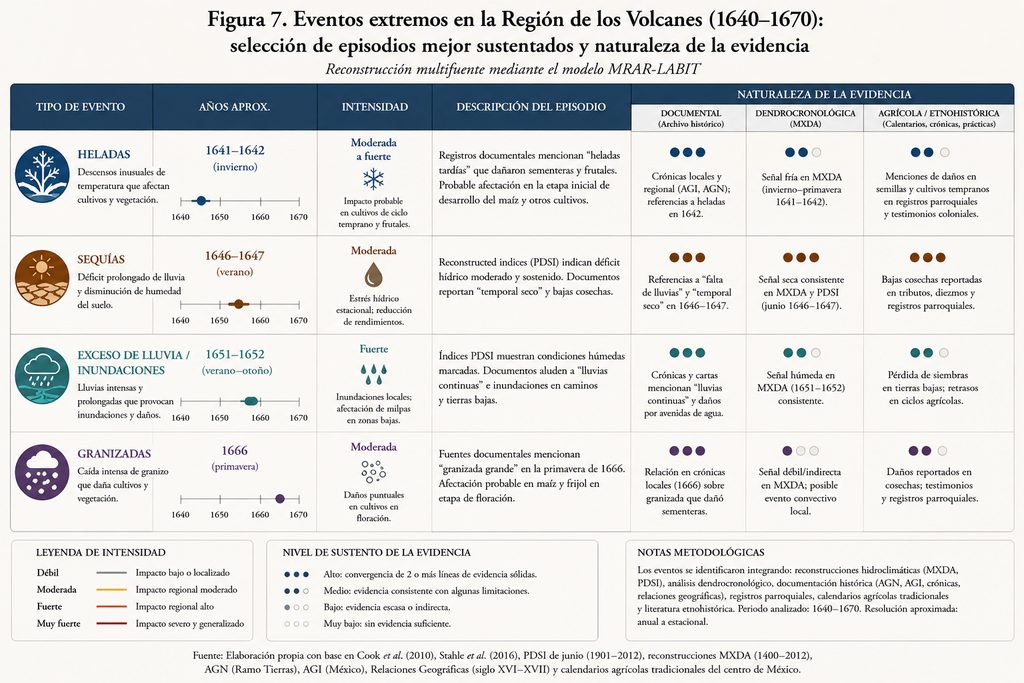 Figura 7. Eventos extremos en la Región de los Volcanes (1640–1670):
selección de episodios mejor sustentados y naturaleza de la evidencia
Reconstrucción multifuente mediante el modelo MRAR-LABIT
TIPO DE EVENTO
AÑOS APROX.
INTENSIDAD
DESCRIPCIÓN DEL EPISODIO
NATURALEZA DE LA EVIDENCIA
DOCUMENTAL
(Archivo histórico)
DENDROCRONOLÓGICA
(MXDA)
AGRÍCOLA / ETNOHISTÓRICA
(Calentarios, crónicas, prácticas)
HELADAS
Descensos inusuales de
temperatura que afectan
cultivos y vegetación.
1641–1642
(invierno)
1640 1650 1660 1670
Moderada
a fuerte
Impacto probable
en cultivos de ciclo
temprano y frutales.
Registros documentales mencionan “heladas
tardías” que dañaron sementeras y frutales.
Probable afectación en la etapa inicial de
desarrollo del maíz y otros cultivos.
Crónicas locales y
regional (AGI, AGN);
referencias a heladas
en 1642.
Señal fría en MXDA
(invierno–primavera
1641–1642).
Menciones de daños en
semillas y cultivos tempranos
en registros parroquiales
y testimonios coloniales.
SEQUÍAS
Déficit prolongado de lluvia
y disminución de humedad
del suelo.
1646–1647
(verano)
1640 1640 1660 1670
Moderada
Estrés hídrico
estacional; reducción
de rendimientos.
Reconstructed indices (PDSI) indican déficit
hídrico moderado y sostenido. Documentos
reportan “temporal seco” y bajas cosechas.
Referencias a “falta
de lluvias” y “temporal
seco” en 1646–1647.
Señal seca consistente
en MXDA y PDSI
(junio 1646–1647).
Bajas cosechas reportadas
en tributos, diezmos y
registros parroquiales.
EXCESO DE LLUVIA /
INUNDACIONES
Lluvias intensas y
prolongadas que provocan
inundaciones y daños.
1651–1652
(verano–otoño)
1640 1650 1660 1670
Fuerte
Inundaciones locales;
afectación de milpas
en zonas bajas.
Índices PDSI muestran condiciones húmedas
marcadas. Documentos aluden a “lluvias
continuas” e inundaciones en caminos
y tierras bajas.
Crónicas y cartas
mencionan “lluvias
continuas” y daños
por avenidas de agua.
Señal húmeda en
MXDA (1651–1652)
consistente.
Pérdida de siembras
en tierras bajas; retrasos
en ciclos agrícolas.
GRANIZADAS
Caída intensa de granizo
que daña cultivos y
vegetación.
1666
(primavera)
1640 1650 1660 1670
Moderada
Daños puntuales
en cultivos en
floración.
Fuentes documentales mencionan
“granizada grande” en la primavera de 1666.
Afectación probable en maíz y frijol en
etapa de floración.
Relación en crónicas
locales (1666) sobre
granizada que dañó
sementeras.
Señal débil/indirecta
en MXDA; posible
evento convectivo
local.
Daños reportados en
cosechas; testimonios
y registros parroquiales.
LEYENDA DE INTENSIDAD
Débil Impacto bajo o localizado
Moderada Impacto regional moderado
Fuerte Impacto regional alto
Muy fuerte Impacto severo y generalizado
NIVEL DE SUSTENTO DE LA EVIDENCIA
Alto: convergencia de 2 o más líneas de evidencia sólidas.
Medio: evidencia consistente con algunas limitaciones.
Bajo: evidencia escasa o indirecta.
Muy bajo: sin evidencia suficiente.
NOTAS METODOLÓGICAS
Los eventos se identificaron integrando: reconstrucciones hidroclimáticas (MXDA,
PDSI), análisis dendrocronológico, documentación histórica (AGN, AGI, crónicas,
relaciones geográficas), registros parroquiales, calendarios agrícolas tradicionales
y literatura etnohistórica. Periodo analizado: 1640–1670. Resolución aproximada:
anual a estacional.
Fuente: Elaboración propia con base en Cook et al. (2010), Stahle et al. (2016), PDSI de junio (1901–2012), reconstrucciones MXDA (1400–2012),
AGN (Ramo Tierras), AGI (México), Relaciones Geográficas (siglo XVI–XVII) y calendarios agrícolas tradicionales del centro de México.